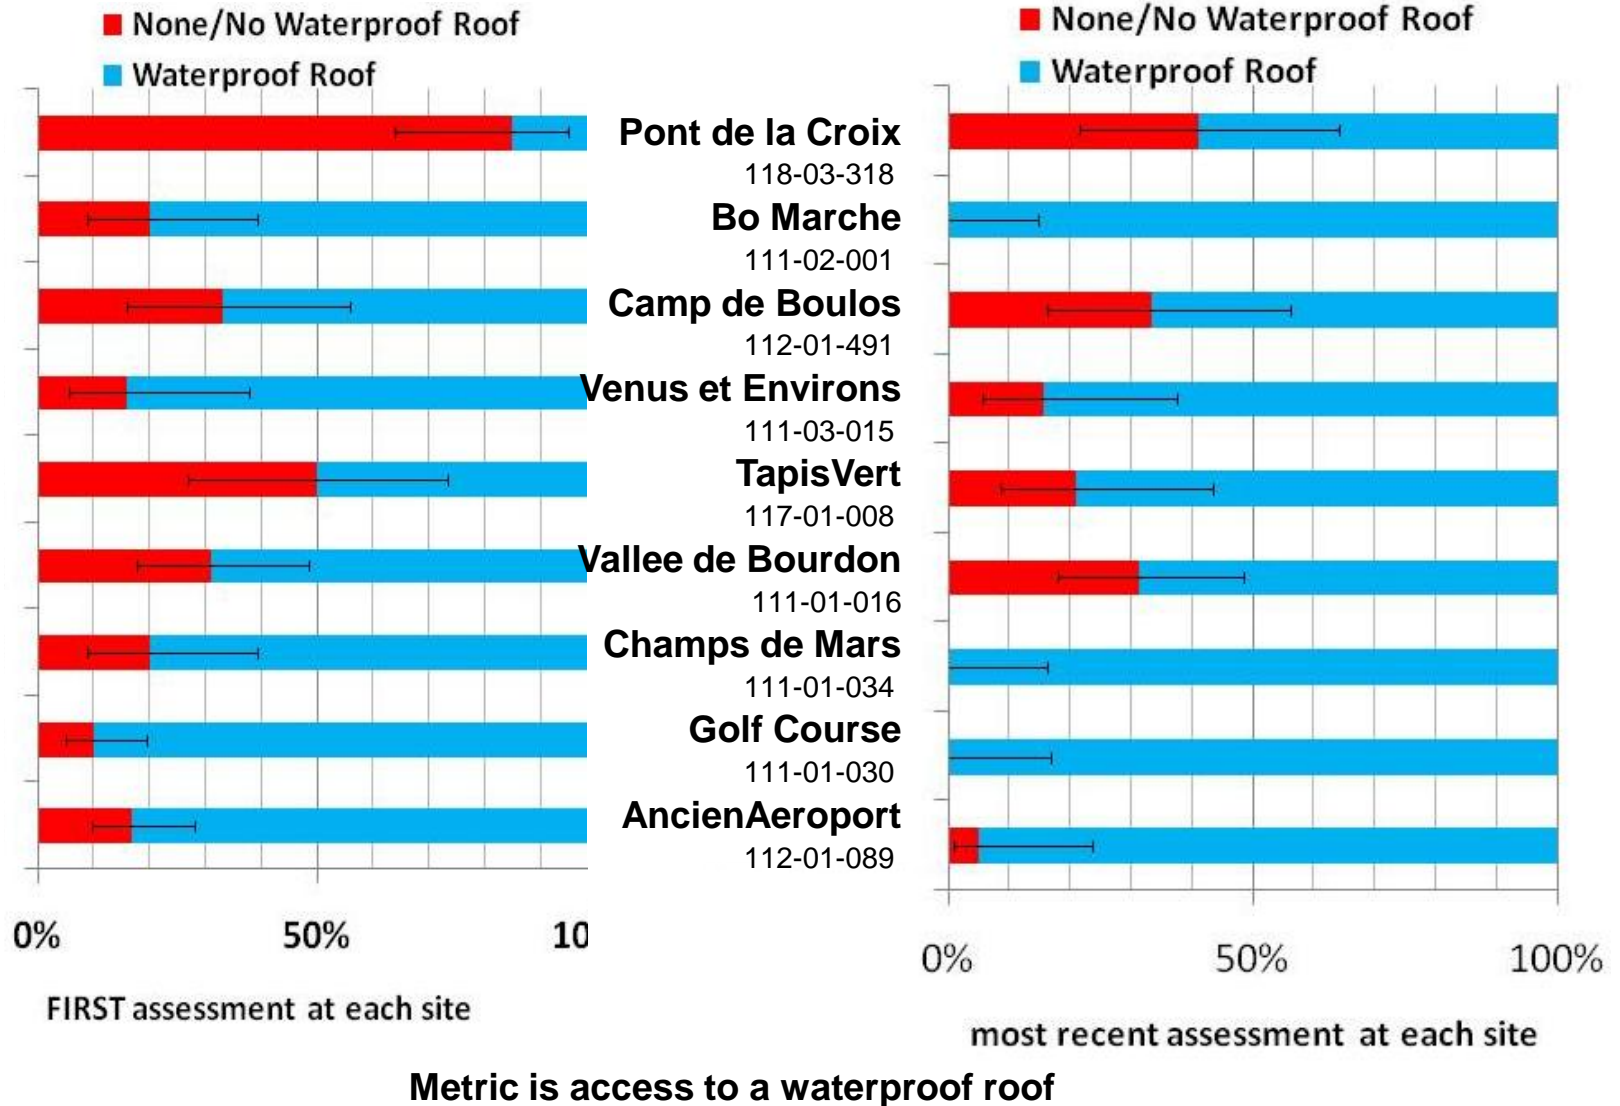 None/No Waterproof Roof
Waterproof Roof
None/No Waterproof Roof
Waterproof Roof
Pont de la Croix
118-03-318
Bo Marche
111-02-001
Camp de Boulos
112-01-491
Venus et Environs
111-03-015
TapisVert
117-01-008
Vallee de Bourdon
111-01-016
Champs de Mars
111-01-034
Golf Course
111-01-030
AncienAeroport
112-01-089
0% 50% 10
0% 50% 100%
FIRST assessment at each site
most recent assessment at each site
Metric is access to a waterproof roof